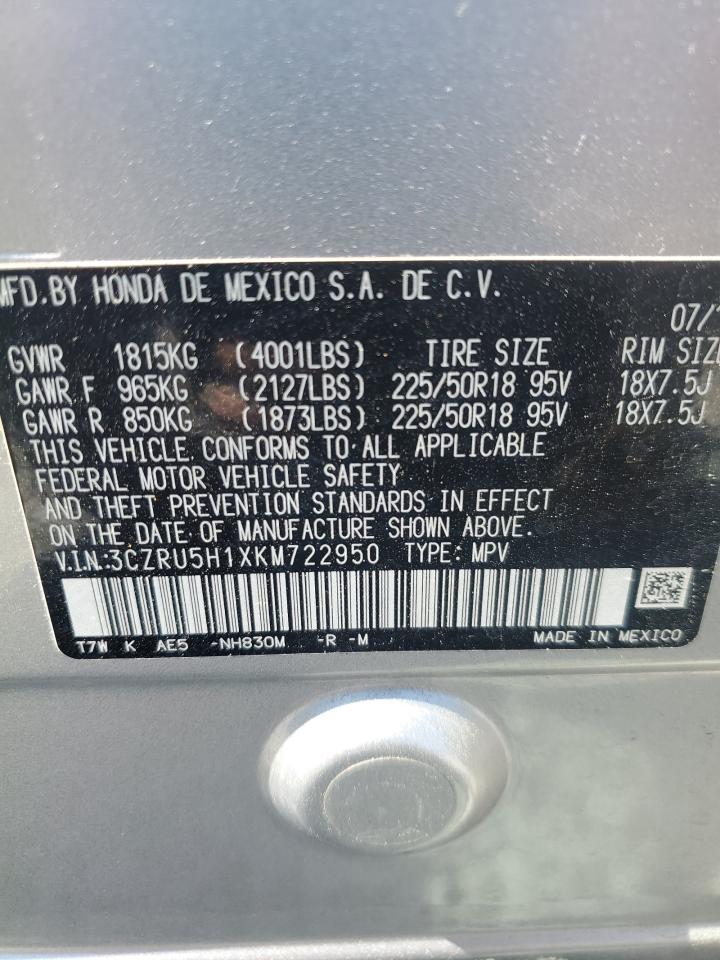 MFD.BY HONDA DE MEXICO S.A. DE C.V.
07/
GVWR 1815KG (4001LBS) TIRE SIZE RIM SIZE
GAWR F 965KG (2127LBS) 225/50R18 95V 18X7.5J
GAWR R 850KG (1873LBS) 225/50R18 95V 18X7.5J
THIS VEHICLE CONFORMS TO ALL APPLICABLE
FEDERAL MOTOR VEHICLE SAFETY
AND THEFT PREVENTION STANDARDS IN EFFECT
ON THE DATE OF MANUFACTURE SHOWN ABOVE.
V.I.N:3CZRU5H1XKM722950 TYPE: MPV
T7W K AE5 -NH830M -R -M MADE IN MEXICO